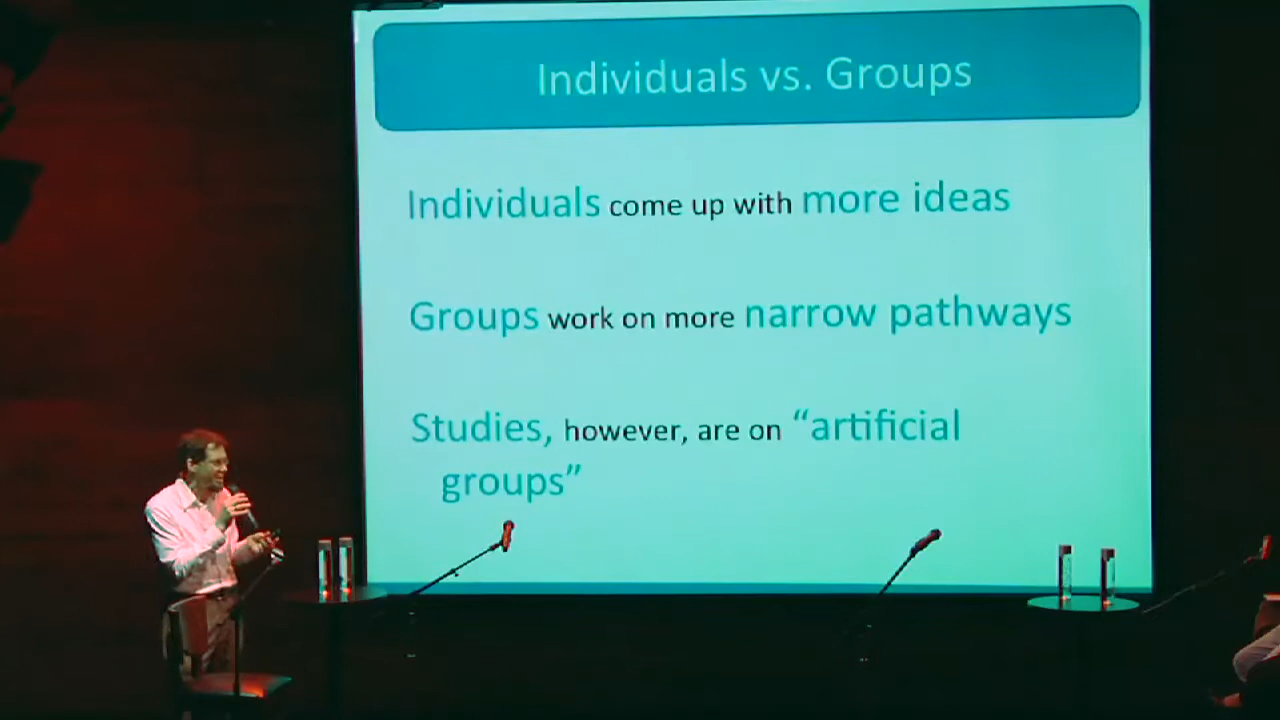 Individuals vs. Groups
Individuals come up with more ideas
Groups work on more narrow pathways
Studies, however, are on “artificial
groups”